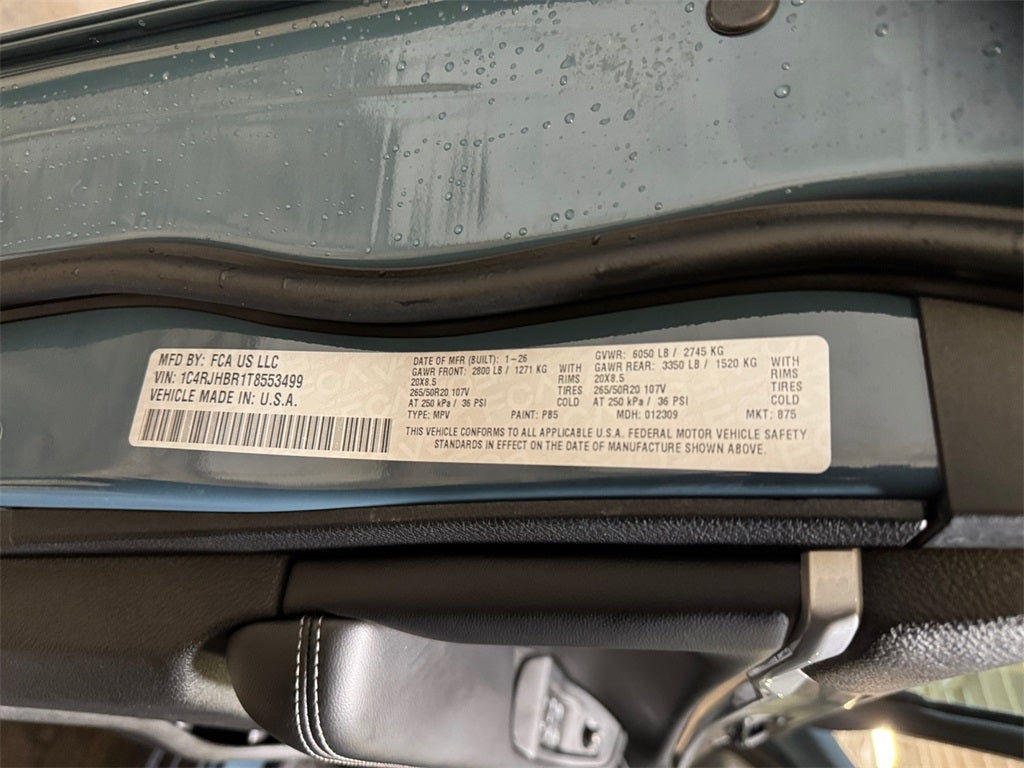 MFD BY: FCA US LLC
VIN: 1C4RJHBR1T8553499
VEHICLE MADE IN: U.S.A.
DATE OF MFR (BUILT): 1-26 GVWR: 6050 LB / 2745 KG
GAWR FRONT: 2800 LB / 1271 KG WITH GAWR REAR: 3350 LB / 1520 KG WITH
20X8.5 RIMS 20X8.5 RIMS
265/50R20 107V TIRES 265/50R20 107V TIRES
AT 250 kPa / 36 PSI COLD AT 250 kPa / 36 PSI COLD
TYPE: MPV PAINT: PB5 MDH: 012309 MKT: 875
THIS VEHICLE CONFORMS TO ALL APPLICABLE U.S.A. FEDERAL MOTOR VEHICLE SAFETY
STANDARDS IN EFFECT ON THE DATE OF MANUFACTURE SHOWN ABOVE.